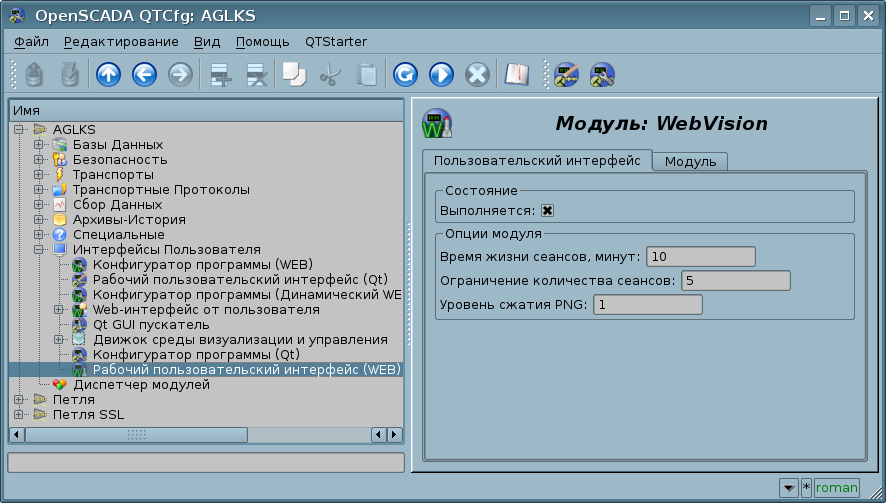 OpenSCADA QTCfg: AGLKS
Файл Редактирование Вид Помощь QTStarter
Имя
AGLKS
Базы Данных
Безопасность
Транспорты
Транспортные Протоколы
Сбор Данных
Архивы-История
Специальные
Интерфейсы Пользователя
Конфигуратор программы (WEB)
Рабочий пользовательский интерфейс (Qt)
Конфигуратор программы (Динамический WE
Web-интерфейс от пользователя
Qt GUI пускатель
Движок среды визуализации и управления
Конфигуратор программы (Qt)
Рабочий пользовательский интерфейс (WEB)
Диспетчер модулей
Петля
Петля SSL
Модуль: WebVision
Пользовательский интерфейс Модуль
Состояние
Выполняется:
Опции модуля
Время жизни сеансов, минут: 10
Ограничение количества сеансов: 5
Уровень сжатия PNG: 1
* roman